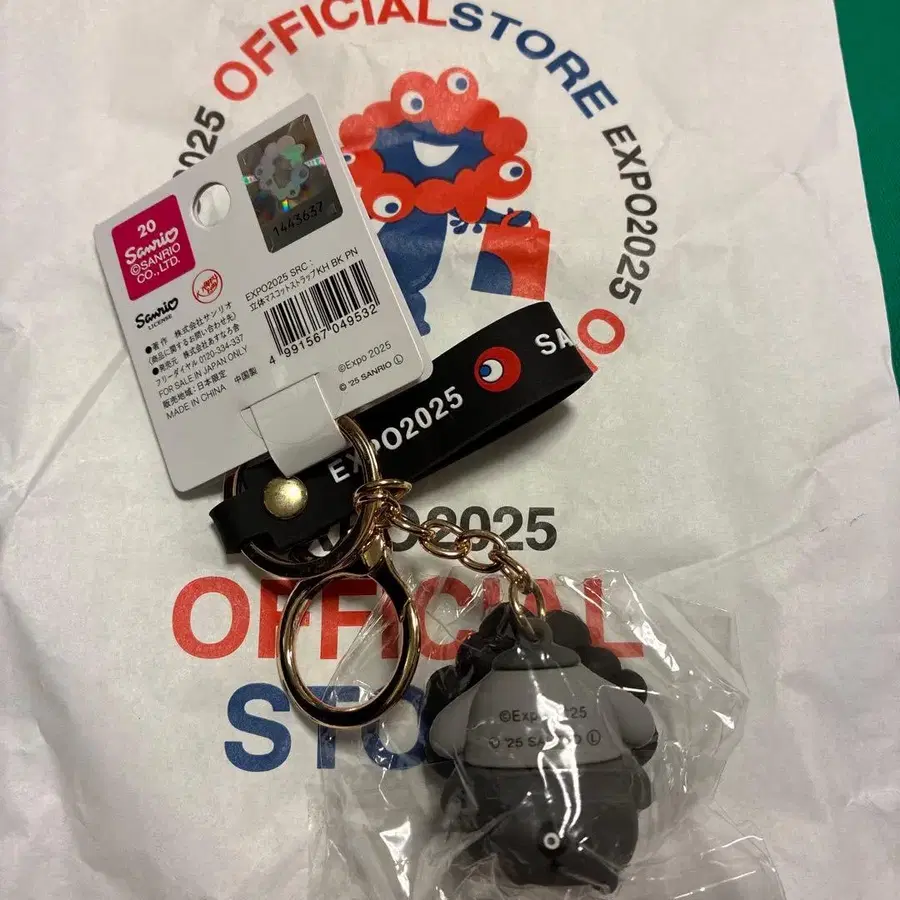 OFFICIALSTORE EXPO2025 O
2025
20
Sanrio
©SANRIO
CO.,LTD.
1443637
Sanrio
LICENSE
EXPO2025 SRC :
立体マスコットストラップKH BK PN
4 991567 049532
●著作 株式会社サンリオ
(商品に関するお問い合わせ先)
●発売元 株式会社あすなろ舎
フリーダイヤル 0120-334-337
FOR SALE IN JAPAN ONLY
販売地域:日本限定
MADE IN CHINA 中国製
©Expo 2025
© '25 SANRIO Ⓛ
EXPO2025 SA
O2025
OFFICIAL
STO
©Expo 2025
© '25 SANRIO Ⓛ